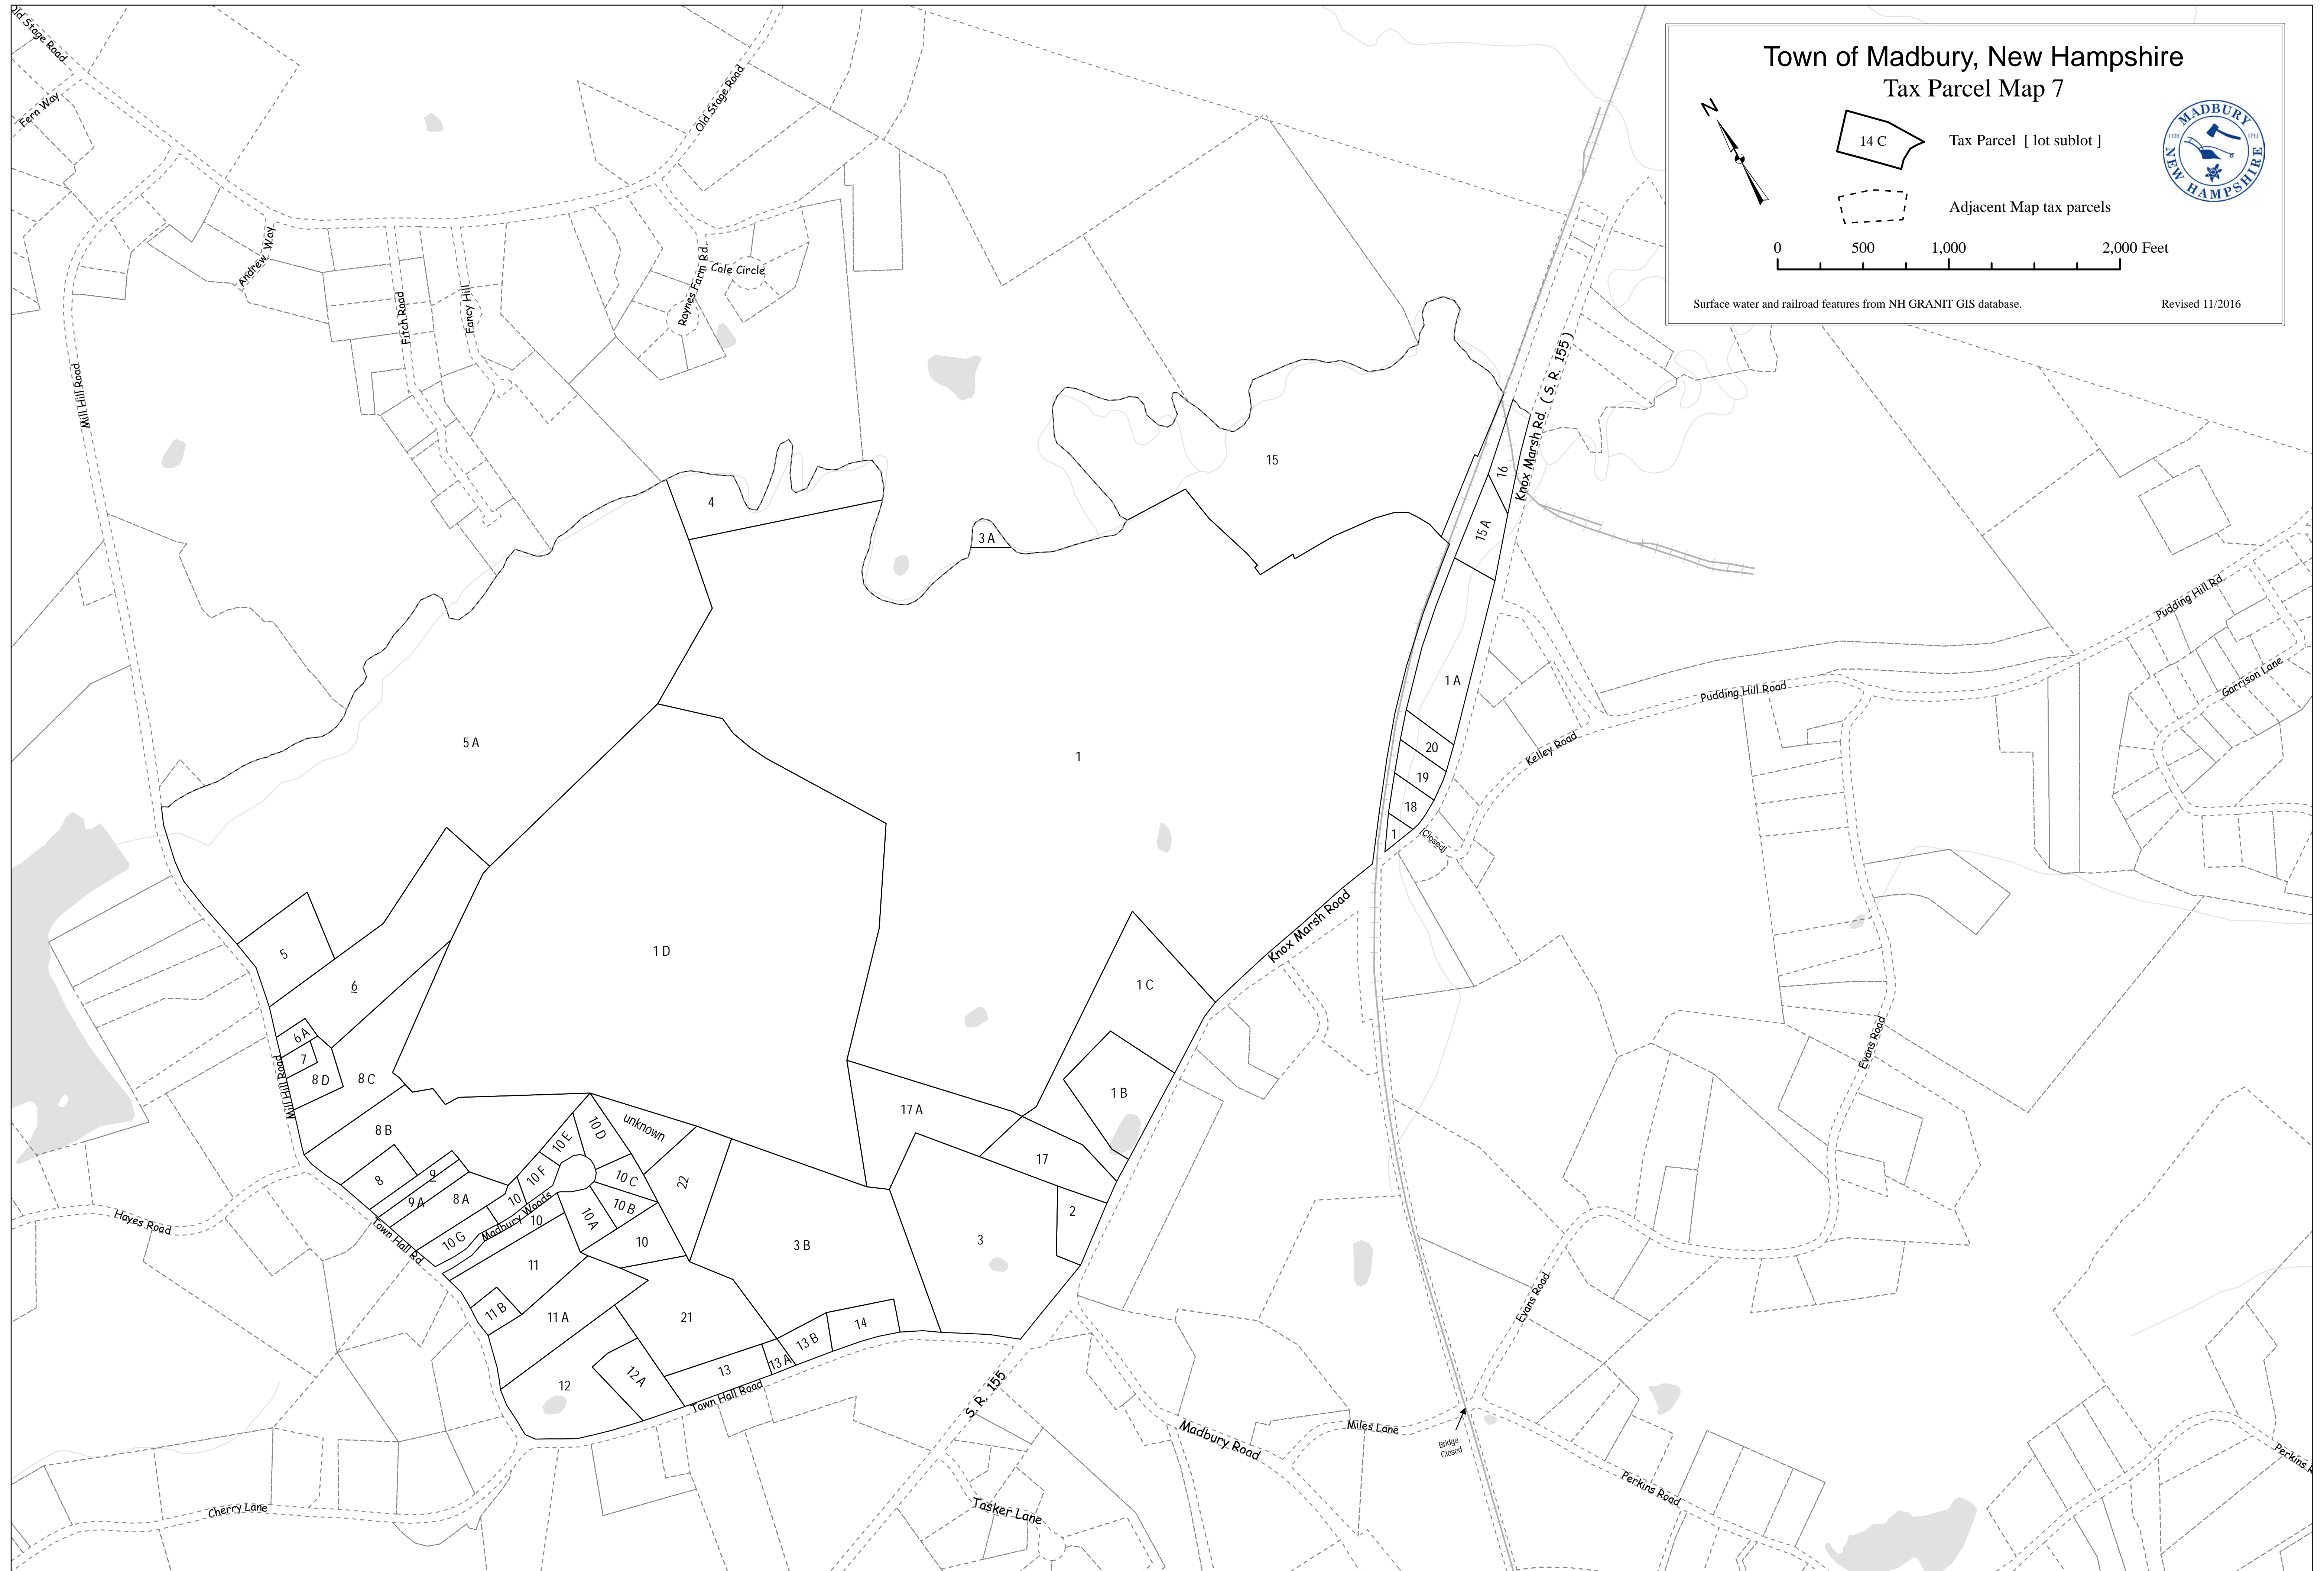 Town of Madbury, New Hampshire
Tax Parcel Map 7
N
14 C
Tax Parcel [ lot sublot ]
MADBURY
1735
1755
NEW HAMPSHIRE
Adjacent Map tax parcels
0 500 1,000 2,000 Feet
Surface water and railroad features from NH GRANIT GIS database.
Revised 11/2016
Old Stage Road
Fern Way
Old Stage Road
Andrew Way
Fitch Road
Fancy Hill
Raynes Farm Rd.
Cale Circle
Mill Hill Road
Knox Marsh Rd. ( S. R. 155 )
15
16
4
3 A
15 A
Pudding Hill Rd
1 A
Garrison Lane
Pudding Hill Road
5 A
1
20
Kelley Road
19
18
1
(Closed)
Knox Marsh Road
5
1 D
6
1 C
6 A
7
8 D
8 C
Mill Hill Road
1 B
Evans Road
17 A
8 B
unknown
10 D
10 E
17
8
9
10 F
10 C
22
9 A
8 A
10
10 B
2
Madbury Woods
10
10 A
Hayes Road
Town Hall Rd.
10 G
10
3 B
3
11
11 B
11 A
21
14
13 B
Evans Road
13 A
13
12 A
12
Town Hall Road
S. R. 155
Madbury Road
Miles Lane
Bridge
Closed
Perkins Road
Perkins R
Cherry Lane
Tasker Lane